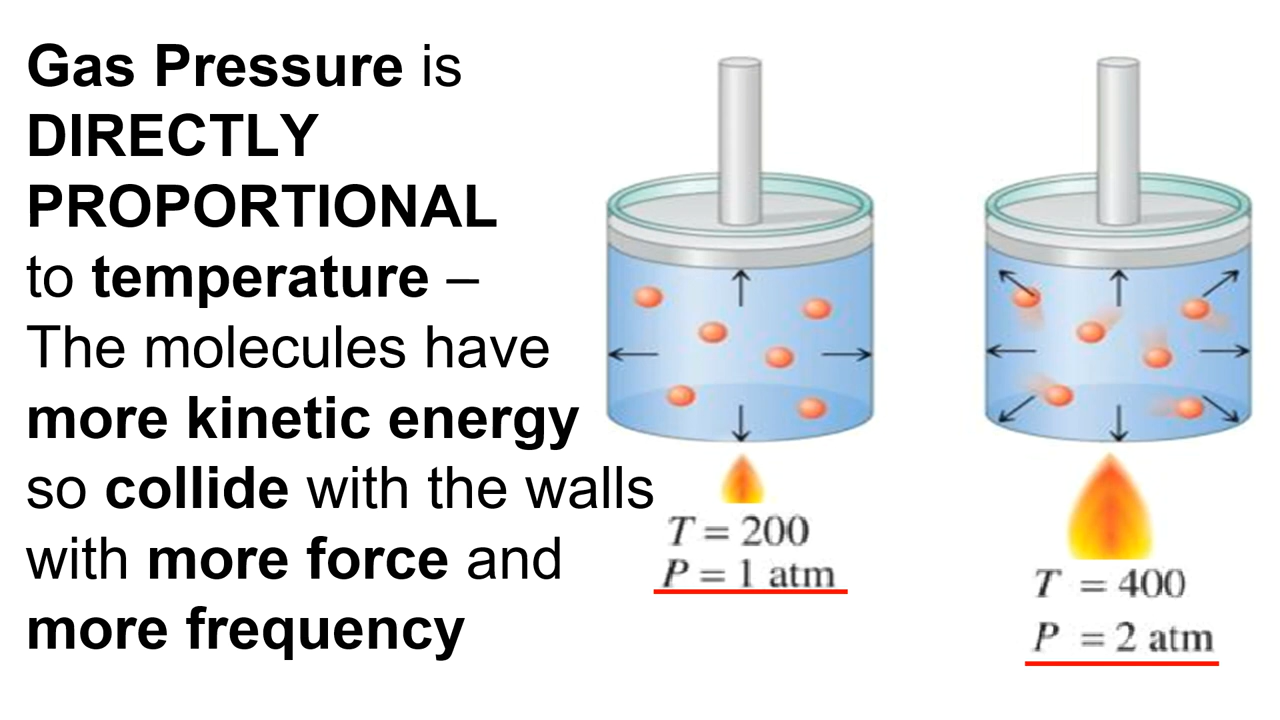 Gas Pressure is
DIRECTLY
PROPORTIONAL
to temperature –
The molecules have
more kinetic energy
so collide with the walls
with more force and
more frequency
T = 200
P = 1 atm
T = 400
P = 2 atm